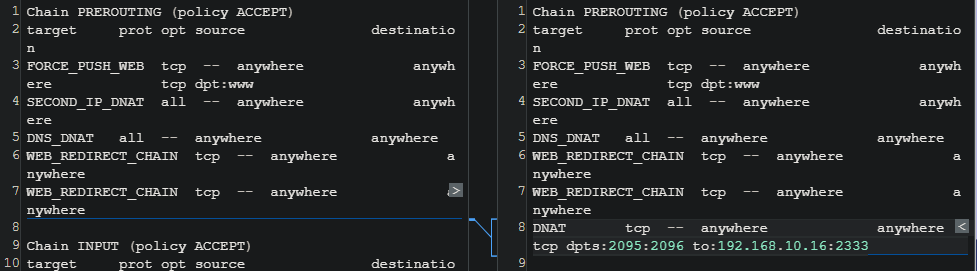 1 Chain PREROUTING (policy ACCEPT)
2 target     prot opt source               destinatio
n
3 FORCE_PUSH_WEB  tcp  --  anywhere             anywh
ere             tcp dpt:www
4 SECOND_IP_DNAT  all  --  anywhere             anywh
ere
5 DNS_DNAT   all  --  anywhere             anywhere
6 WEB_REDIRECT_CHAIN  tcp  --  anywhere             a
nywhere
7 WEB_REDIRECT_CHAIN  tcp  --  anywhere             >
nywhere
8
9 Chain INPUT (policy ACCEPT)
10 target     prot opt source               destinatio
1 Chain PREROUTING (policy ACCEPT)
2 target     prot opt source               destinatio
n
3 FORCE_PUSH_WEB  tcp  --  anywhere             anywh
ere             tcp dpt:www
4 SECOND_IP_DNAT  all  --  anywhere             anywh
ere
5 DNS_DNAT   all  --  anywhere             anywhere
6 WEB_REDIRECT_CHAIN  tcp  --  anywhere             a
nywhere
7 WEB_REDIRECT_CHAIN  tcp  --  anywhere             a
nywhere
8 DNAT       tcp  --  anywhere             anywhere <
tcp dpts:2095:2096 to:192.168.10.16:2333
9